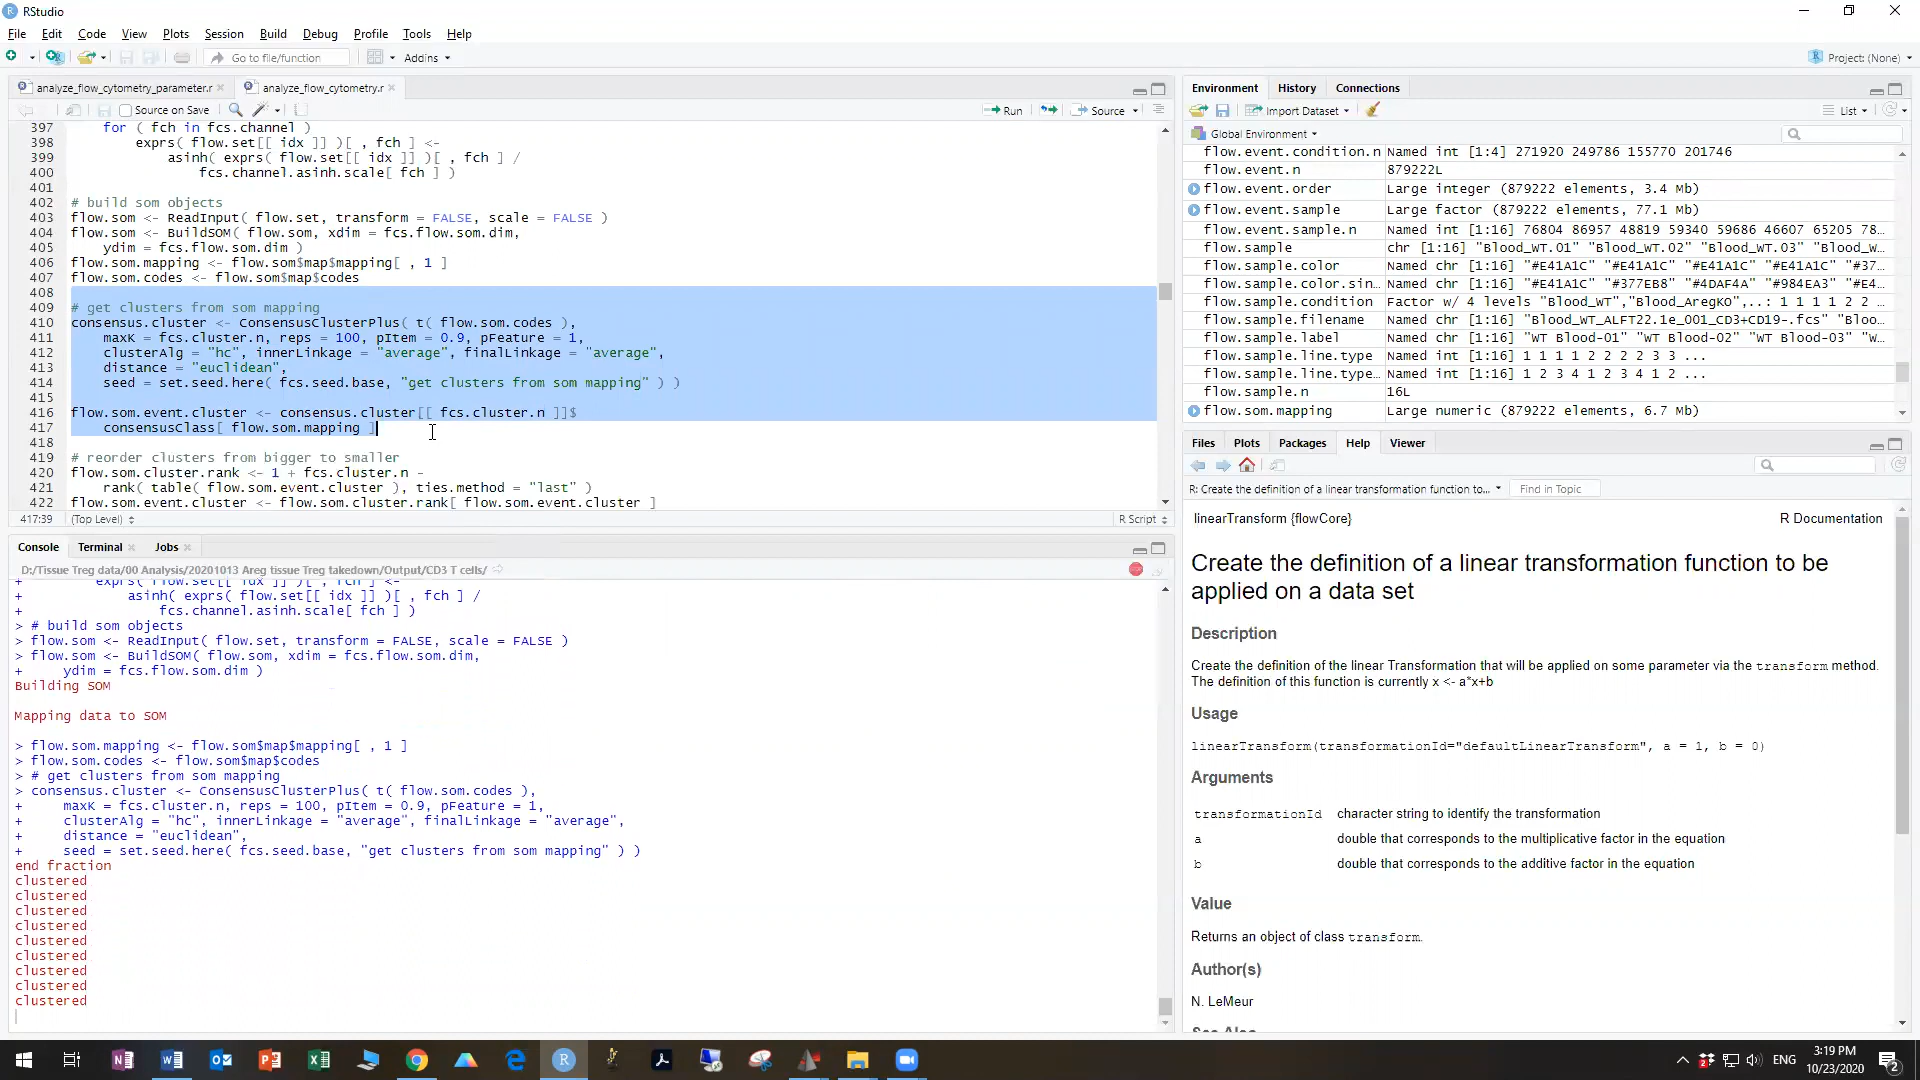 RStudio
File Edit Code View Plots Session Build Debug Profile Tools Help
Go to file/function Addins Project: (None)
analyze_flow_cytometry_parameter.r analyze_flow_cytometry.r
Source on Save Run Source
397 for ( fch in fcs.channel )
398 exprs( flow.set[[ idx ]] )[ , fch ] <-
399 asinh( exprs( flow.set[[ idx ]] )[ , fch ] /
400 fcs.channel.asinh.scale[ fch ] )
401
402 # build som objects
403 flow.som <- ReadInput( flow.set, transform = FALSE, scale = FALSE )
404 flow.som <- BuildSOM( flow.som, xdim = fcs.flow.som.dim,
405 ydim = fcs.flow.som.dim )
406 flow.som.mapping <- flow.som$map$mapping[ , 1 ]
407 flow.som.codes <- flow.som$map$codes
408
409 # get clusters from som mapping
410 consensus.cluster <- ConsensusClusterPlus( t( flow.som.codes ),
411 maxK = fcs.cluster.n, reps = 100, pItem = 0.9, pFeature = 1,
412 clusterAlg = "hc", innerLinkage = "average", finalLinkage = "average",
413 distance = "euclidean",
414 seed = set.seed.here( fcs.seed.base, "get clusters from som mapping" ) )
415
416 flow.som.event.cluster <- consensus.cluster[[ fcs.cluster.n ]]$
417 consensusClass[ flow.som.mapping ]
418
419 # reorder clusters from bigger to smaller
420 flow.som.cluster.rank <- 1 + fcs.cluster.n -
421 rank( table( flow.som.event.cluster ), ties.method = "last" )
422 flow.som.event.cluster <- flow.som.cluster.rank[ flow.som.event.cluster ]
417:39 (Top Level) R Script
Console Terminal Jobs
D:/Tissue Treg data/00 Analysis/20201013 Areg tissue Treg takedown/Output/CD3 T cells/
+ exprs( flow.set[[ idx ]] )[ , fch ] <-
+ asinh( exprs( flow.set[[ idx ]] )[ , fch ] /
+ fcs.channel.asinh.scale[ fch ] )
> # build som objects
> flow.som <- ReadInput( flow.set, transform = FALSE, scale = FALSE )
> flow.som <- BuildSOM( flow.som, xdim = fcs.flow.som.dim,
+ ydim = fcs.flow.som.dim )
Building SOM
Mapping data to SOM
> flow.som.mapping <- flow.som$map$mapping[ , 1 ]
> flow.som.codes <- flow.som$map$codes
> # get clusters from som mapping
> consensus.cluster <- ConsensusClusterPlus( t( flow.som.codes ),
+ maxK = fcs.cluster.n, reps = 100, pItem = 0.9, pFeature = 1,
+ clusterAlg = "hc", innerLinkage = "average", finalLinkage = "average",
+ distance = "euclidean",
+ seed = set.seed.here( fcs.seed.base, "get clusters from som mapping" ) )
end fraction
clustered
clustered
clustered
clustered
clustered
clustered
clustered
clustered
clustered
Environment History Connections
Import Dataset List
Global Environment
flow.event.condition.n Named int [1:4] 271920 249786 155770 201746
flow.event.n 879222L
flow.event.order Large integer (879222 elements, 3.4 Mb)
flow.event.sample Large factor (879222 elements, 77.1 Mb)
flow.event.sample.n Named int [1:16] 76804 86957 48819 59340 59686 46607 65205 78…
flow.sample chr [1:16] "Blood_WT.01" "Blood_WT.02" "Blood_WT.03" "Blood_W…
flow.sample.color Named chr [1:16] "#E41A1C" "#E41A1C" "#E41A1C" "#E41A1C" "#37…
flow.sample.color.sin… Named chr [1:16] "#E41A1C" "#377EB8" "#4DAF4A" "#984EA3" "#E4…
flow.sample.condition Factor w/ 4 levels "Blood_WT","Blood_AregKO",..: 1 1 1 1 2 2 …
flow.sample.filename Named chr [1:16] "Blood_WT_ALFT22.1e_001_CD3+CD19-.fcs" "Bloo…
flow.sample.label Named chr [1:16] "WT Blood-01" "WT Blood-02" "WT Blood-03" "W…
flow.sample.line.type Named int [1:16] 1 1 1 1 2 2 2 2 3 3 ...
flow.sample.line.type… Named int [1:16] 1 2 3 4 1 2 3 4 1 2 ...
flow.sample.n 16L
flow.som.mapping Large numeric (879222 elements, 6.7 Mb)
Files Plots Packages Help Viewer
R: Create the definition of a linear transformation function to... Find in Topic
linearTransform {flowCore} R Documentation
Create the definition of a linear transformation function to be
applied on a data set
Description
Create the definition of the linear Transformation that will be applied on some parameter via the transform method.
The definition of this function is currently x <- a*x+b
Usage
linearTransform(transformationId="defaultLinearTransform", a = 1, b = 0)
Arguments
transformationId character string to identify the transformation
a double that corresponds to the multiplicative factor in the equation
b double that corresponds to the additive factor in the equation
Value
Returns an object of class transform.
Author(s)
N. LeMeur
See Also
ENG 3:19 PM
10/23/2020
2